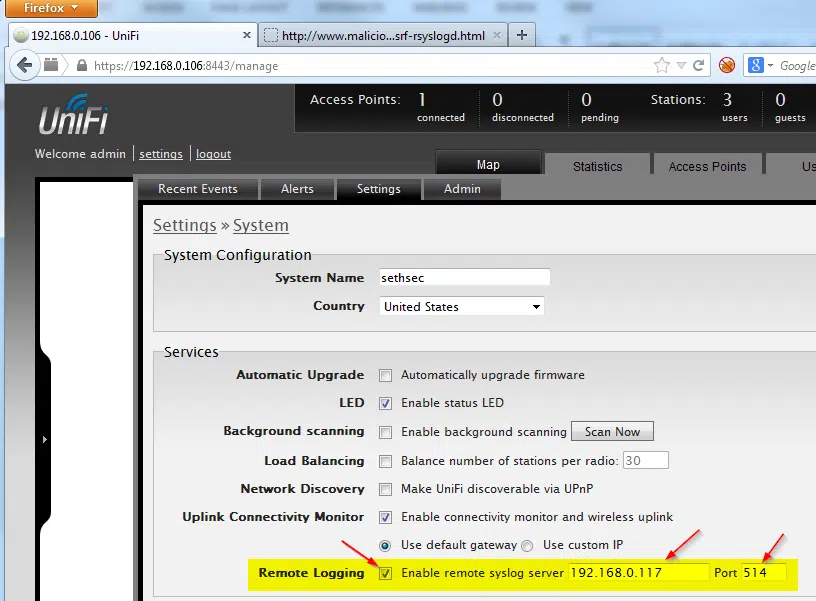 Firefox
192.168.0.106 - UniFi
http://www.malicio...srf-rsyslogd.html
https://192.168.0.106:8443/manage
Google
UniFi
Access Points: 1 connected 0 disconnected 0 pending Stations: 3 users 0 guests
Welcome admin settings logout
Map Statistics Access Points Us
Recent Events Alerts Settings Admin
Settings » System
System Configuration
System Name sethsec
Country United States
Services
Automatic Upgrade Automatically upgrade firmware
LED Enable status LED
Background scanning Enable background scanning Scan Now
Load Balancing Balance number of stations per radio: 30
Network Discovery Make UniFi discoverable via UPnP
Uplink Connectivity Monitor Enable connectivity monitor and wireless uplink
Use default gateway Use custom IP
Remote Logging Enable remote syslog server 192.168.0.117 Port 514